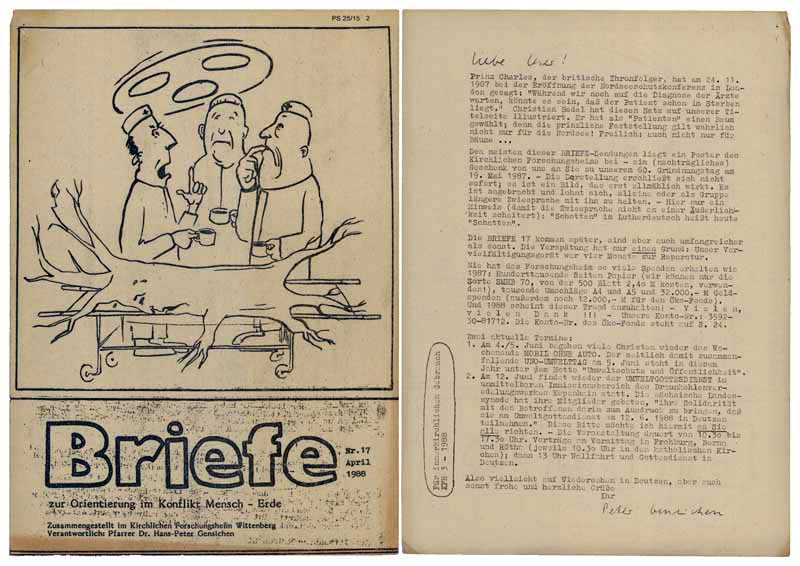 PS 25/15 2
Briefe
Nr. 17
April
1988
zur Orientierung im Konflikt Mensch - Erde
Zusammengestellt im Kirchlichen Forschungsheim Wittenberg
Verantwortlich: Pfarrer Dr. Hans-Peter Gensichen
Liebe Leser!
Prinz Charles, der britische Thronfolger, hat am 24. 11.
1987 bei der Eröffnung der Nordseeschutzkonferenz in Lon-
don gesagt: "Während wir noch auf die Diagnose der Ärzte
warten, könnte es sein, daß der Patient schon im Sterben
liegt." Christian Badel hat diesen Satz auf unserer Ti-
telseite illustriert. Er hat als "Patienten" einen Baum
gewählt; denn die prinzliche Feststellung gilt wahrlich
nicht nur für die Nordsee! Freilich: auch nicht nur für
Bäume ...
Den meisten dieser BRIEFE-Sendungen liegt ein Poster des
Kirchlichen Forschungsheims bei - ein (nachträgliches)
Geschenk von uns an Sie zu unserem 60. Gründungstag am
19. Mai 1987. - Die Darstellung erschließt sich nicht
sofort; es ist ein Bild, das erst allmählich wirkt. Es
ist angebracht und lohnt sich, alleine oder als Gruppe
längere Zwiesprache mit ihm zu halten. - Hier nur ein
Hinweis (damit die Zwiesprache nicht an einer Äußerlich-
keit scheitert): "Schotten" in Lutherdeutsch heißt heute
"Schatten".
Die BRIEFE 17 kommen später, sind aber auch umfangreicher
als sonst. Die Verspätung hat nur einen Grund: Unser Ver-
vielfältigungsgerät war vier Monate zur Reparatur.
Nie hat das Forschungsheim so viele Spenden erhalten wie
1987: Hunderttausende Seiten Papier (wir können nur die
Sorte SMHB 70, von der 500 Blatt 2,40 M kosten, verwen-
den!), tausende Umschläge A4 und A5 und 32.000,- M Geld-
spenden (außerdem noch 12.000,- M für den Öko-Fonds).
Und 1988 scheint dieser Trend anzuhalten: - V i e l e n,
v i e l e n D a n k !!! - Unsere Konto-Nr.: 3592-
30-81712. Die Konto-Nr. des Öko-Fonds steht auf S. 24.
Zwei aktuelle Termine:
1. Am 4./5. Juni begehen viele Christen wieder das Wo-
chenende MOBIL OHNE AUTO. Der zeitlich damit zusammen-
fallende UNO-UMWELTTAG am 5. Juni steht in diesem
Jahr unter dem Motto "Umweltschutz und Öffentlichkeit".
2. Am 12. Juni findet wieder der UMWELTGOTTESDIENST im
unmittelbaren Immissionsbereich des Braunkohlenver-
edelungswerkes Espenhain statt. Die sächsische Landes-
synode hat ihre Mitglieder gebeten, "ihre Solidarität
mit den Betroffenen darin zum Ausdruck zu bringen, daß
sie am Umweltgottesdienst am 12. 6. 1988 in Deutzen
teilnehmen." Diese Bitte möchte ich hiermit an Sie
alle richten. - Die Veranstaltung dauert von 10.30 bis
17.30 Uhr. Vorträge am Vormittag in Frohburg, Borna
und Rötha (jeweils 10.30 Uhr in den katholischen Kir-
chen); dann 13 Uhr Wallfahrt und Gottesdienst in
Deutzen.
Also vielleicht auf Wiedersehen in Deutzen, aber auch
sonst frohe und herzliche Grüße
Ihr
Peter Gensichen
Für innerkirchlichen Gebrauch
KFH 3 - 1988